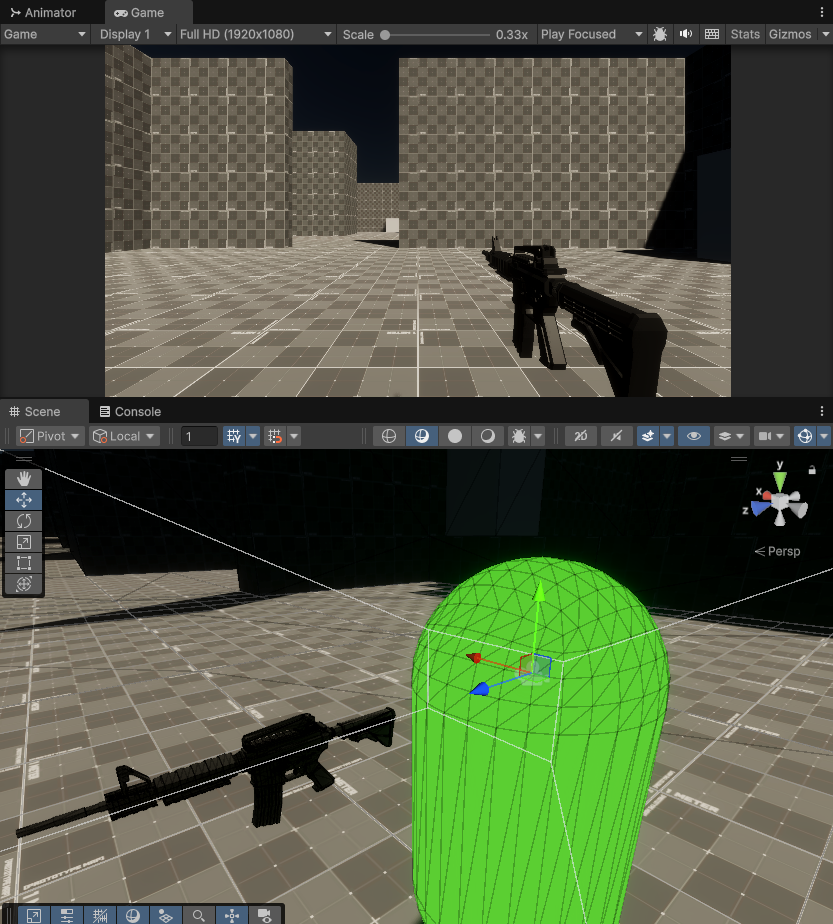 Animator Game
Game Display 1 Full HD (1920x1080) Scale 0.33x Play Focused Stats Gizmos
Scene Console
Pivot Local 1 2D
y
x
z
Persp